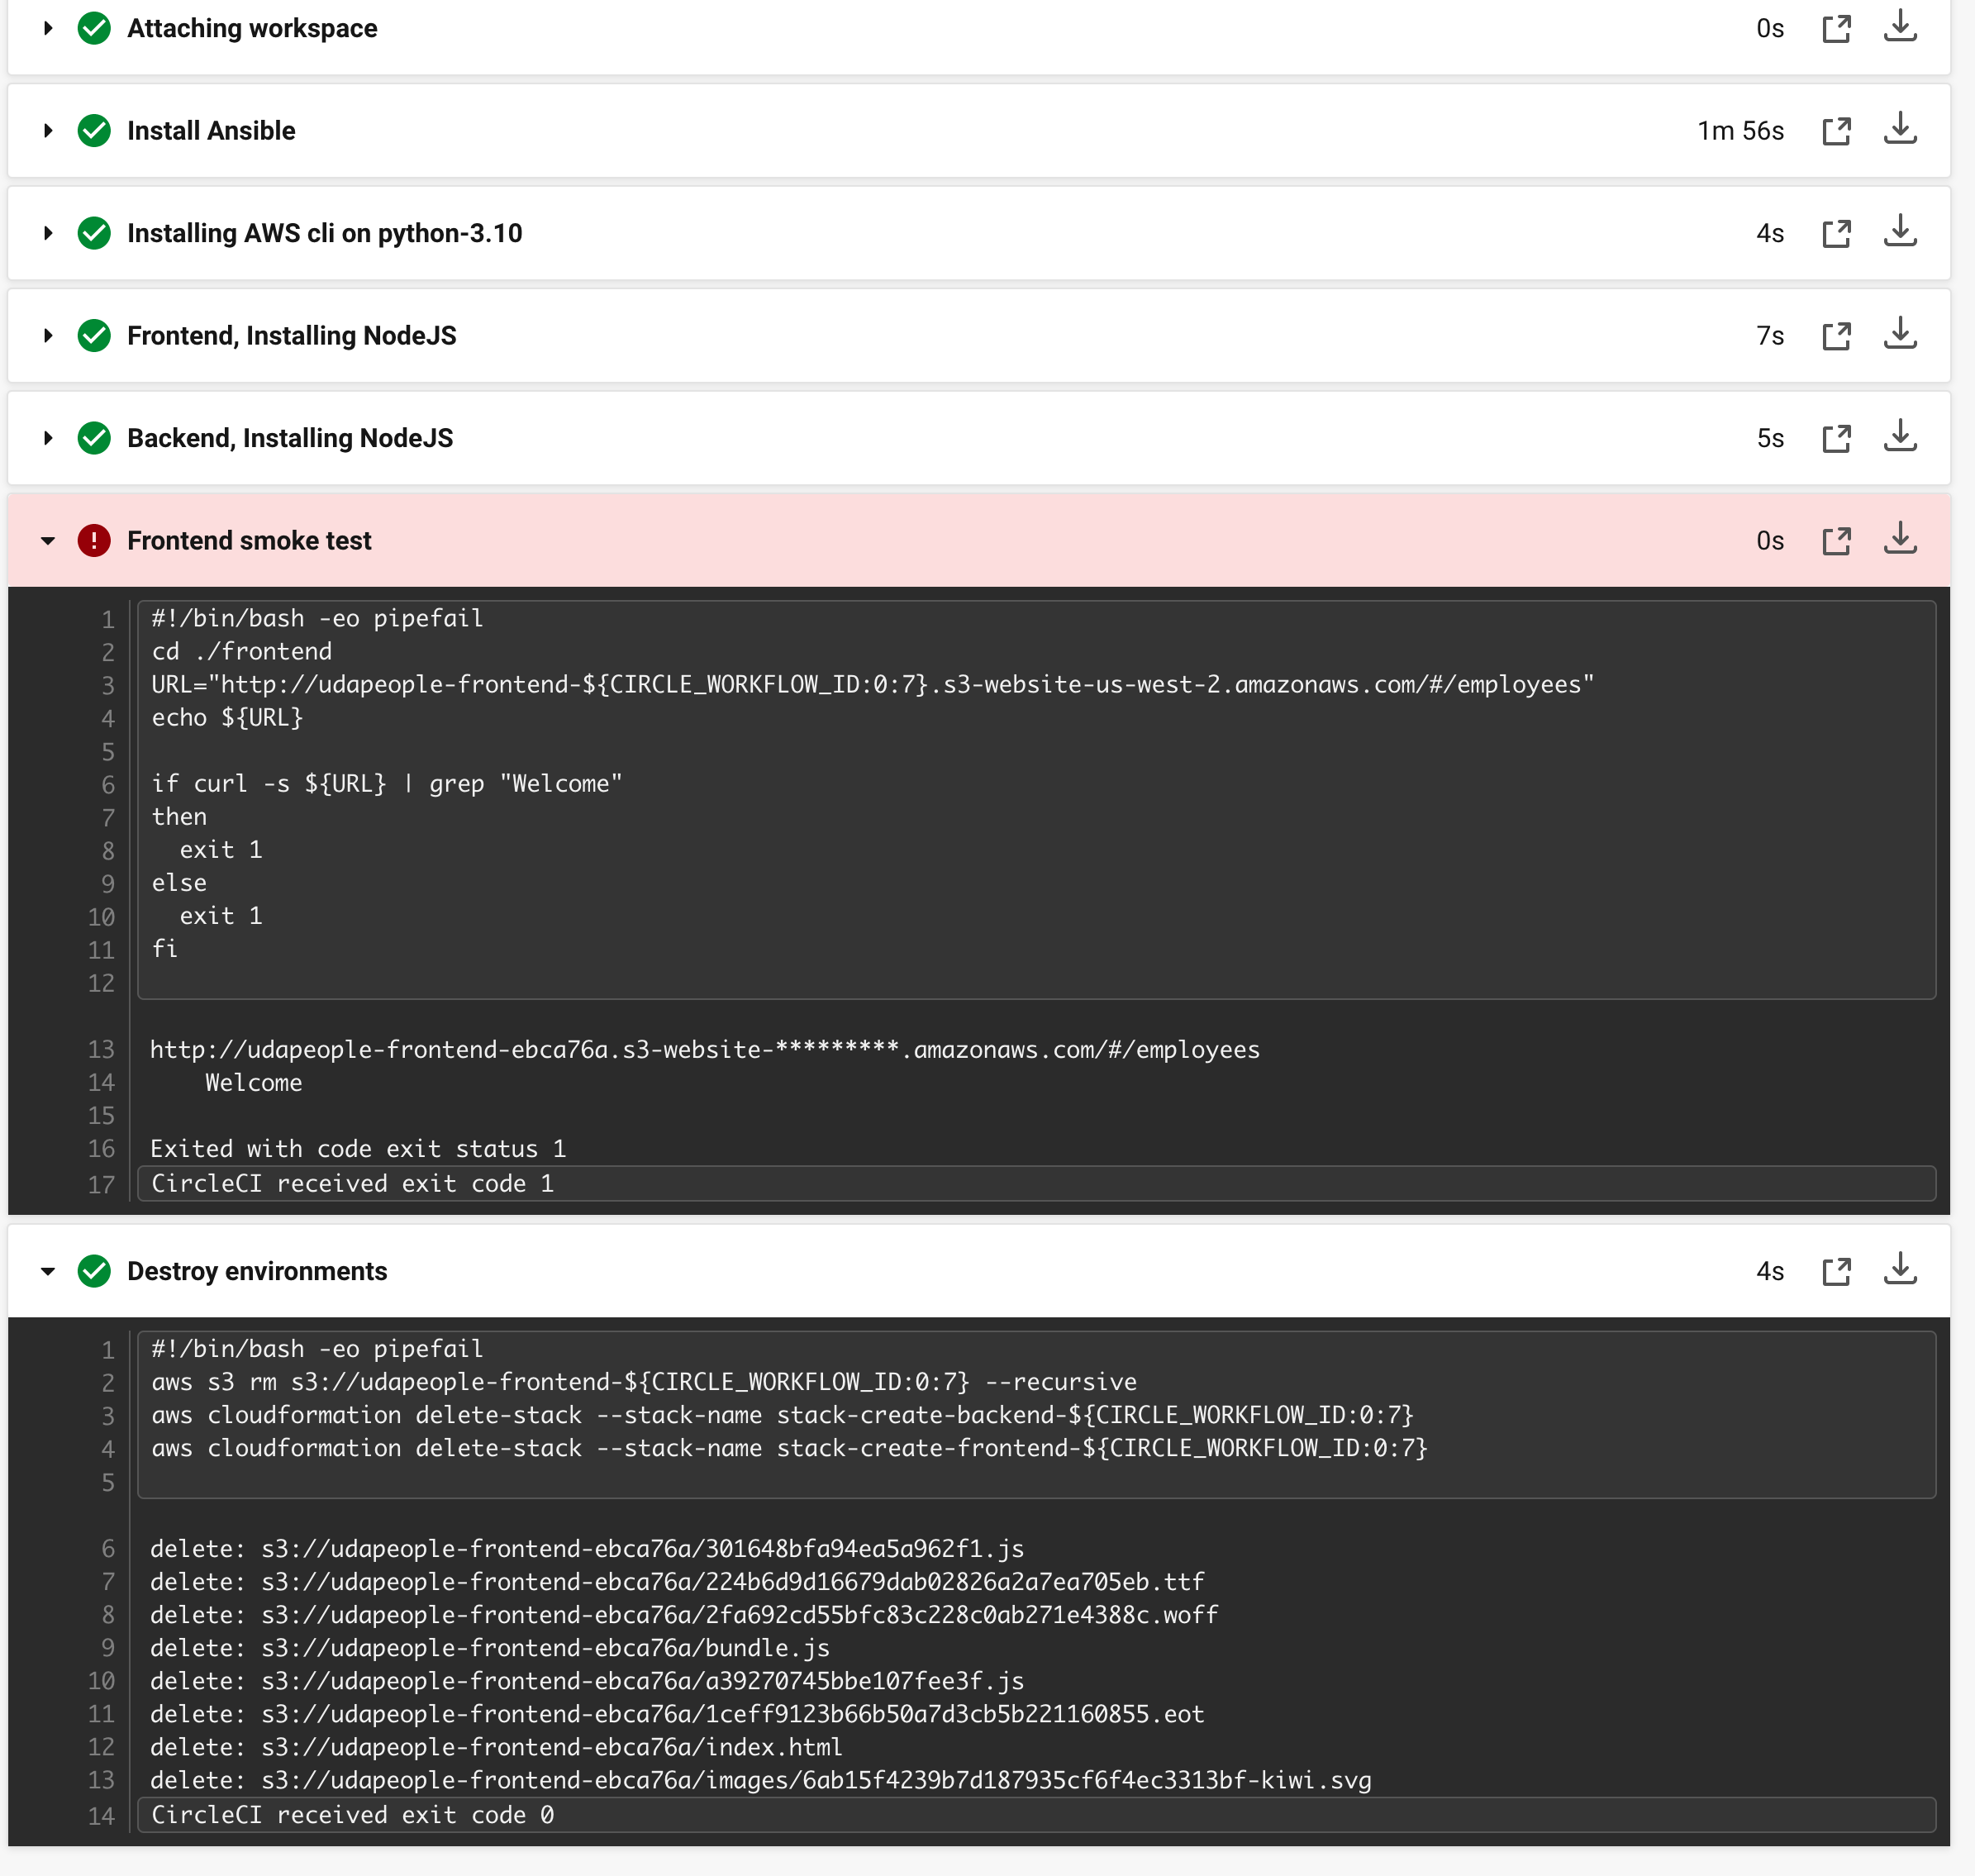 Attaching workspace 0s
Install Ansible 1m 56s
Installing AWS cli on python-3.10 4s
Frontend, Installing NodeJS 7s
Backend, Installing NodeJS 5s
Frontend smoke test 0s
1 #!/bin/bash -eo pipefail
2 cd ./frontend
3 URL="http://udapeople-frontend-${CIRCLE_WORKFLOW_ID:0:7}.s3-website-us-west-2.amazonaws.com/#/employees"
4 echo ${URL}
5
6 if curl -s ${URL} | grep "Welcome"
7 then
8   exit 1
9 else
10   exit 1
11 fi
12
13 http://udapeople-frontend-ebca76a.s3-website-*********.amazonaws.com/#/employees
14     Welcome
15
16 Exited with code exit status 1
17 CircleCI received exit code 1
Destroy environments 4s
1 #!/bin/bash -eo pipefail
2 aws s3 rm s3://udapeople-frontend-${CIRCLE_WORKFLOW_ID:0:7} --recursive
3 aws cloudformation delete-stack --stack-name stack-create-backend-${CIRCLE_WORKFLOW_ID:0:7}
4 aws cloudformation delete-stack --stack-name stack-create-frontend-${CIRCLE_WORKFLOW_ID:0:7}
5
6 delete: s3://udapeople-frontend-ebca76a/301648bfa94ea5a962f1.js
7 delete: s3://udapeople-frontend-ebca76a/224b6d9d16679dab02826a2a7ea705eb.ttf
8 delete: s3://udapeople-frontend-ebca76a/2fa692cd55bfc83c228c0ab271e4388c.woff
9 delete: s3://udapeople-frontend-ebca76a/bundle.js
10 delete: s3://udapeople-frontend-ebca76a/a39270745bbe107fee3f.js
11 delete: s3://udapeople-frontend-ebca76a/1ceff9123b66b50a7d3cb5b221160855.eot
12 delete: s3://udapeople-frontend-ebca76a/index.html
13 delete: s3://udapeople-frontend-ebca76a/images/6ab15f4239b7d187935cf6f4ec3313bf-kiwi.svg
14 CircleCI received exit code 0